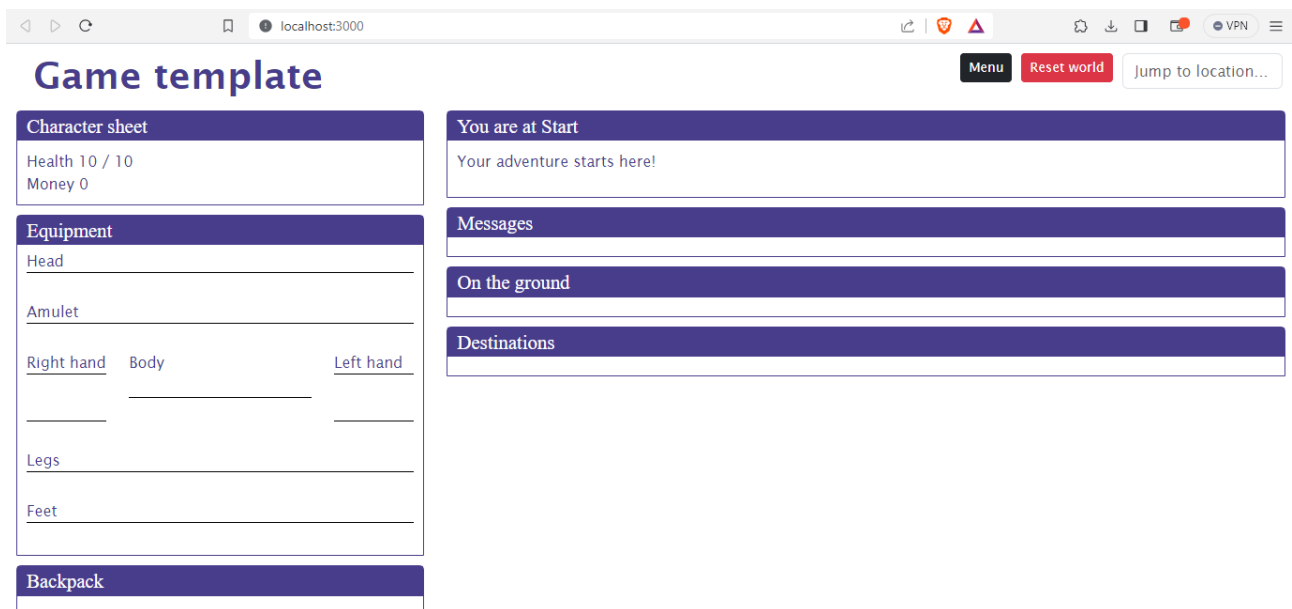 localhost:3000
VPN
Game template
Menu
Reset world
Jump to location...
Character sheet
Health 10 / 10
Money 0
Equipment
Head
Amulet
Right hand Body Left hand
Legs
Feet
Backpack
You are at Start
Your adventure starts here!
Messages
On the ground
Destinations